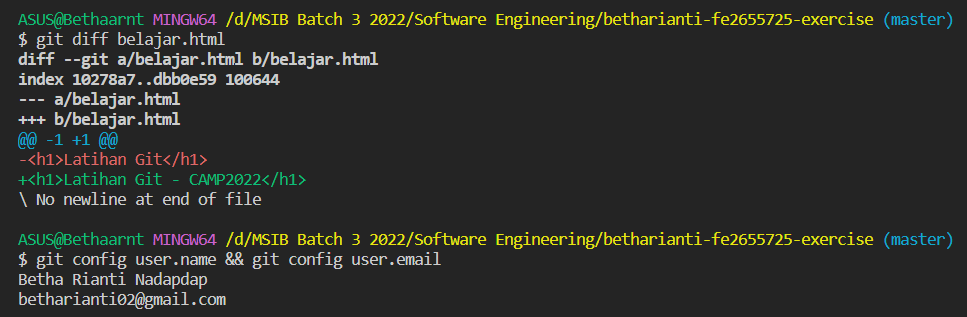 ASUS@Bethaarnt MINGW64 /d/MSIB Batch 3 2022/Software Engineering/betharianti-fe2655725-exercise (master)
$ git diff belajar.html
diff --git a/belajar.html b/belajar.html
index 10278a7..dbb0e59 100644
--- a/belajar.html
+++ b/belajar.html
@@ -1 +1 @@
-<h1>Latihan Git</h1>
+<h1>Latihan Git - CAMP2022</h1>
\ No newline at end of file
ASUS@Bethaarnt MINGW64 /d/MSIB Batch 3 2022/Software Engineering/betharianti-fe2655725-exercise (master)
$ git config user.name && git config user.email
Betha Rianti Nadapdap
betharianti02@gmail.com